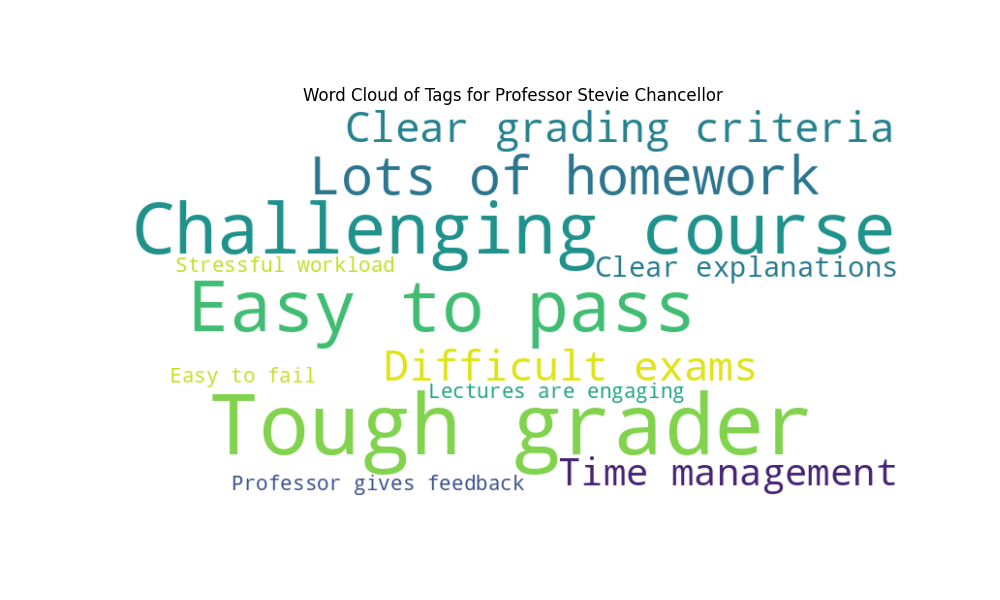 Word Cloud of Tags for Professor Stevie Chancellor
Clear grading criteria
Lots of homework
Challenging course
Stressful workload
Clear explanations
Easy to pass
Difficult exams
Easy to fail
Lectures are engaging
Tough grader
Time management
Professor gives feedback